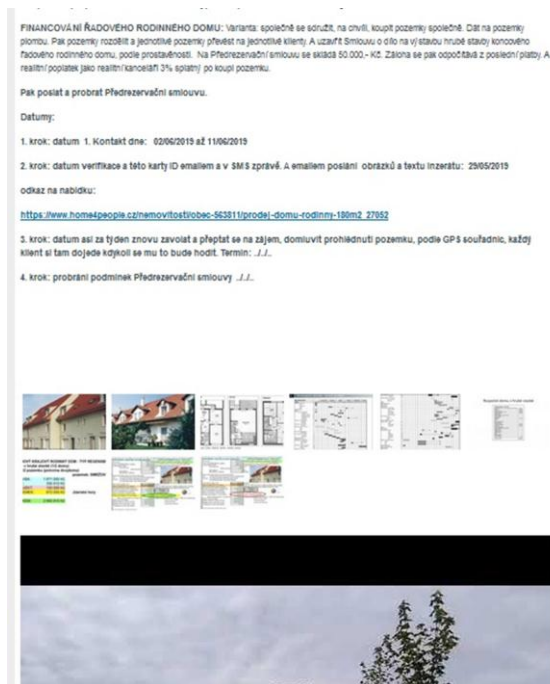 FINANCOVÁNÍ ŘADOVÉHO RODINNÉHO DOMU: Varianta: společně se sdružit, na chvíli, koupit pozemky společně. Dát na pozemky
plombu. Pak pozemky rozdělit a jednotlivé pozemky převést na jednotlivé klienty. A uzavřít Smlouvu o dílo na výstavbu hrubé stavby koncového
řadového rodinného domu, podle prostavěnosti. Na Předrezervační smlouvu se skládá 50.000,- Kč. Záloha se pak odpočítává z poslední platby. A
realitní poplatek jako realitní kanceláří 3% splatný po koupi pozemku.
Pak poslat a probrat Předrezervační smlouvu.
Datumy:
1. krok: datum 1. Kontakt dne: 02/06/2019 až 11/06/2019
2. krok: datum verifikace a této karty ID emailem a v SMS zprávě. A emailem poslání obrázků a textu inzerátu: 29/05/2019
odkaz na nabídku:
https://www.home4people.cz/nemovitosti/obec-563811/prodej-domu-rodinny-180m2_27052
3. krok: datum asi za týden znovu zavolat a přeptat se na zájem, domluvit prohlédnutí pozemku, podle GPS souřadnic, každý
klient si tam dojede kdykoli se mu to bude hodit. Termín: ../../..
4. krok: probrání podmínek Předrezervační smlouvy ../../..